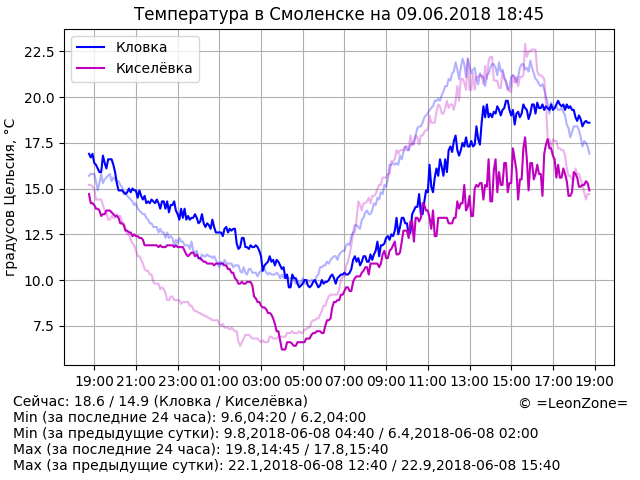 Температура в Смоленске на 09.06.2018 18:45
градусов Цельсия, °C
Кловка
Киселёвка
22.5
20.0
17.5
15.0
12.5
10.0
7.5
19:00 21:00 23:00 01:00 03:00 05:00 07:00 09:00 11:00 13:00 15:00 17:00 19:00
Сейчас: 18.6 / 14.9 (Кловка / Киселёвка)
© =LeonZone=
Min (за последние 24 часа): 9.6,04:20 / 6.2,04:00
Min (за предыдущие сутки): 9.8,2018-06-08 04:40 / 6.4,2018-06-08 02:00
Max (за последние 24 часа): 19.8,14:45 / 17.8,15:40
Max (за предыдущие сутки): 22.1,2018-06-08 12:40 / 22.9,2018-06-08 15:40